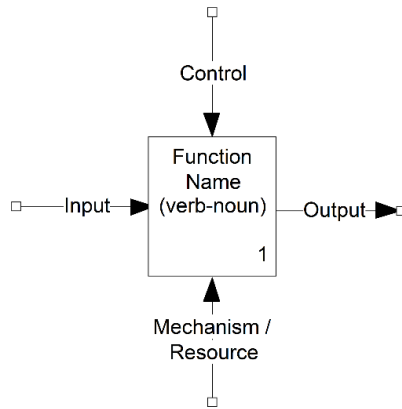 Control
Function
Name
(verb-noun)
Input
Output
1
Mechanism /
Resource